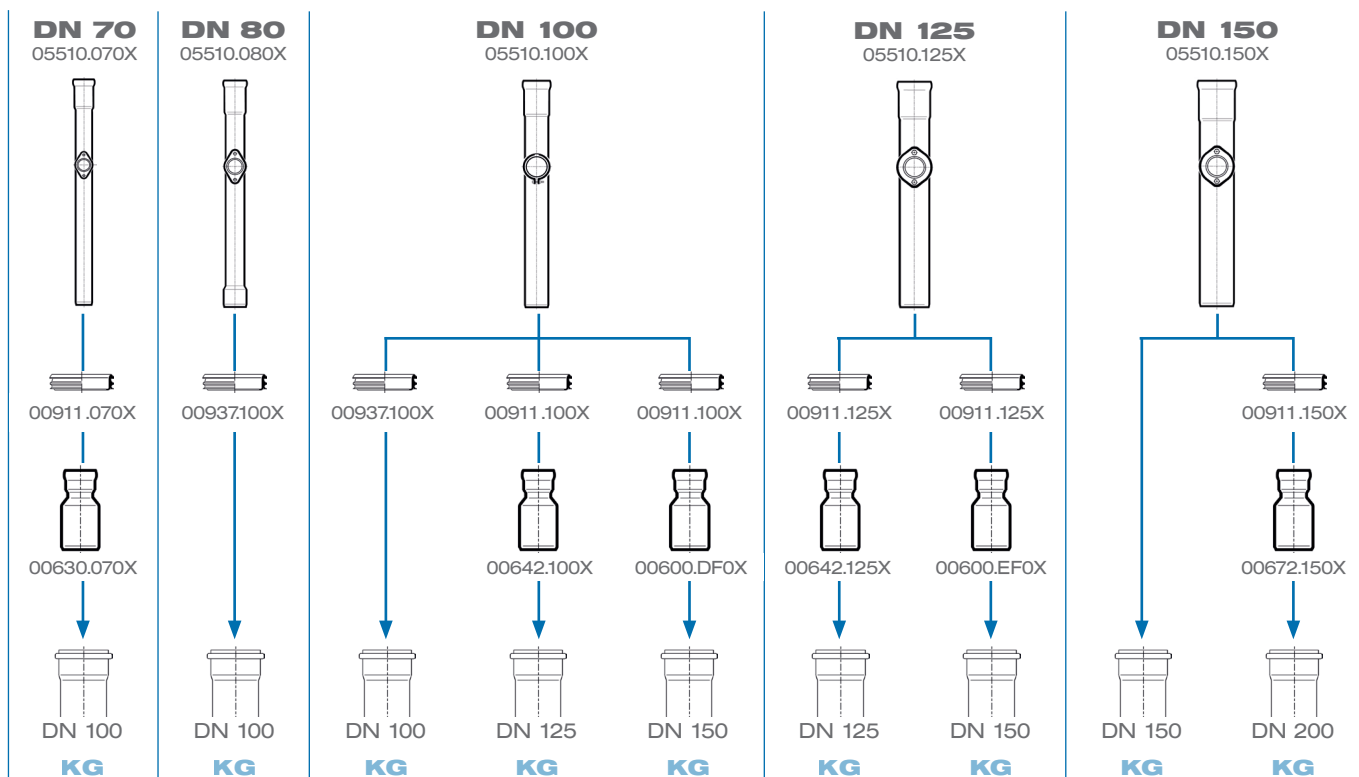 DN 70
05510.070X
DN 80
05510.080X
DN 100
05510.100X
DN 125
05510.125X
DN 150
05510.150X
00911.070X
00937.100X
00937.100X
00911.100X
00911.100X
00911.125X
00911.125X
00911.150X
00630.070X
00642.100X
00600.DF0X
00642.125X
00600.EF0X
00672.150X
DN 100
DN 100
DN 100
DN 125
DN 150
DN 125
DN 150
DN 150
DN 200
KG
KG
KG
KG
KG
KG
KG
KG
KG